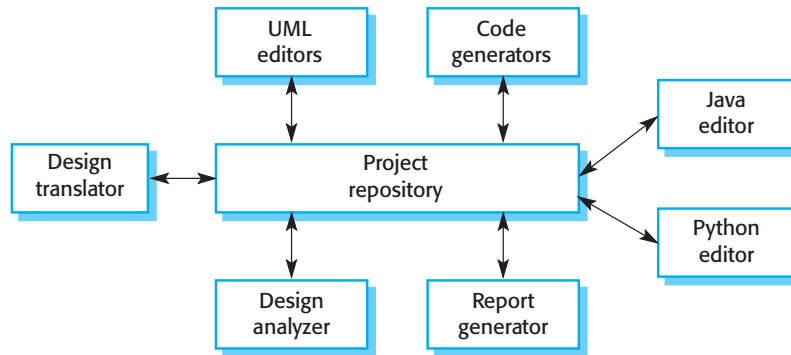 UML
editors
Code
generators
Java
editor
Design
translator
Project
repository
Python
editor
Design
analyzer
Report
generator